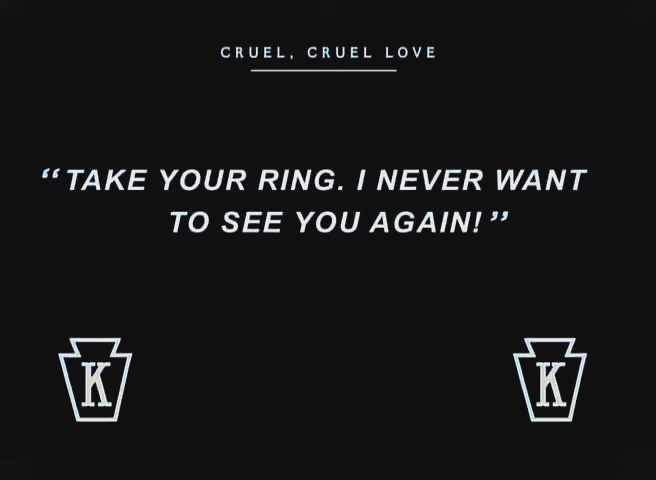 CRUEL, CRUEL LOVE
“TAKE YOUR RING. I NEVER WANT
TO SEE YOU AGAIN!”
K K